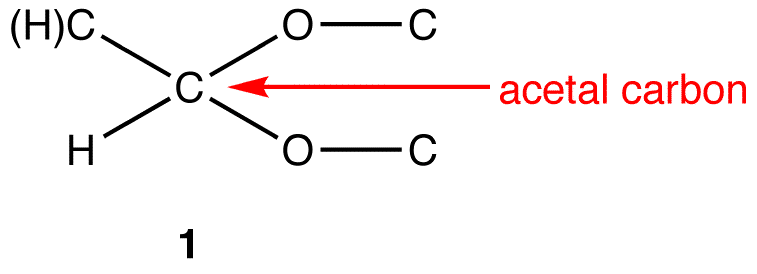 (H)C O C
C acetal carbon
H O C
1